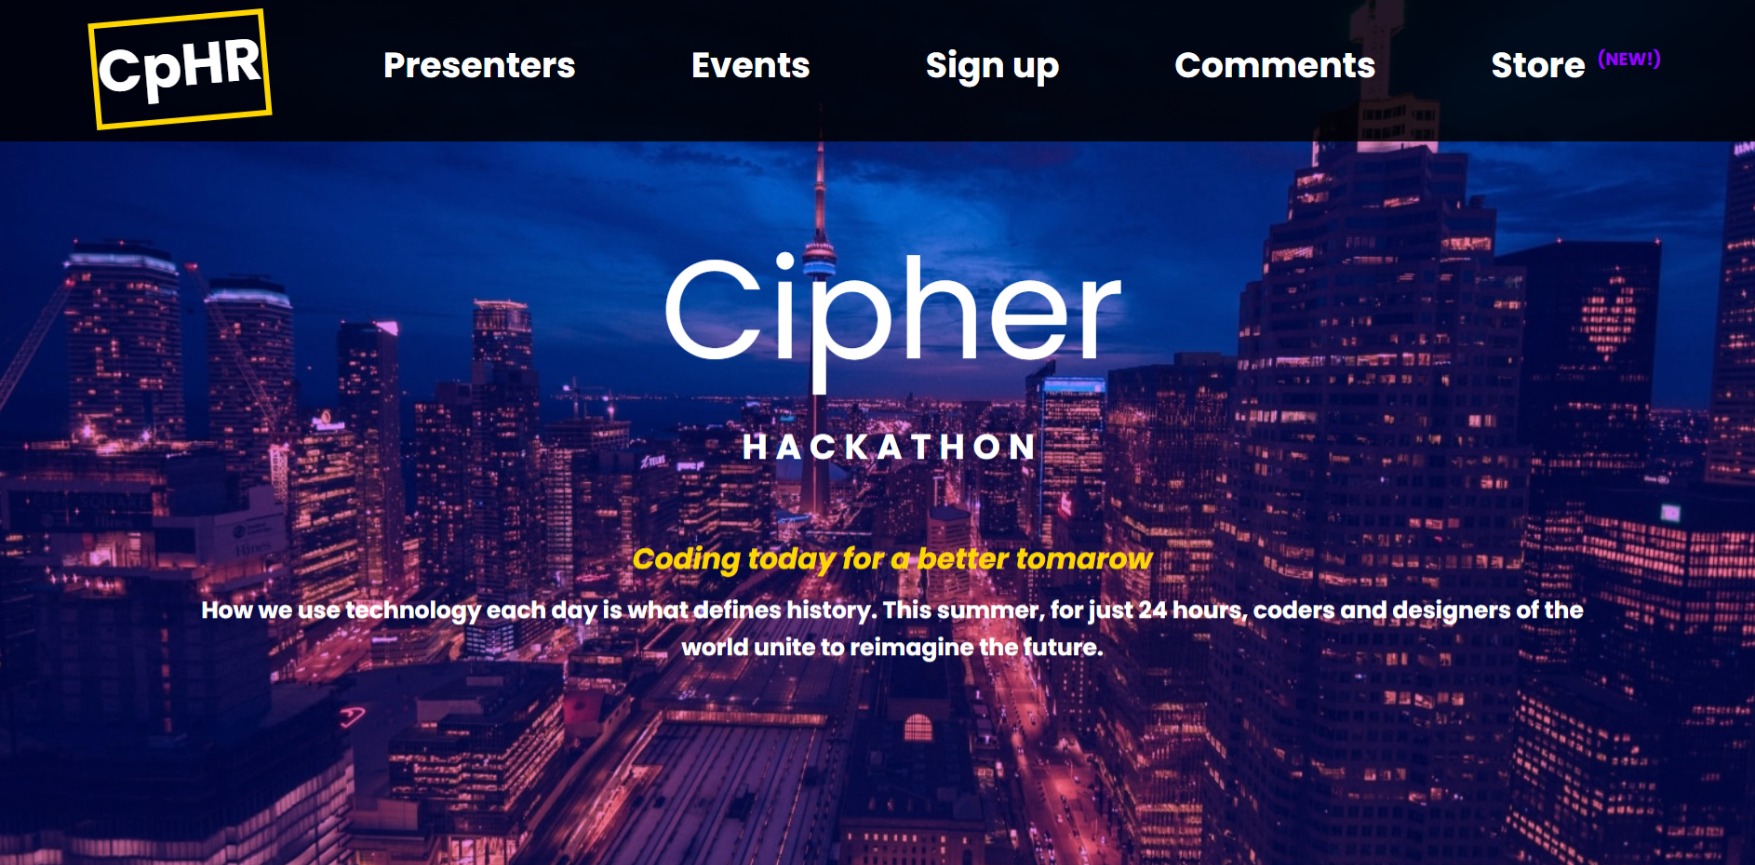 CpHR
Presenters
Events
Sign up
Comments
Store (NEW!)
Cipher
HACKATHON
Coding today for a better tomarow
How we use technology each day is what defines history. This summer, for just 24 hours, coders and designers of the
world unite to reimagine the future.